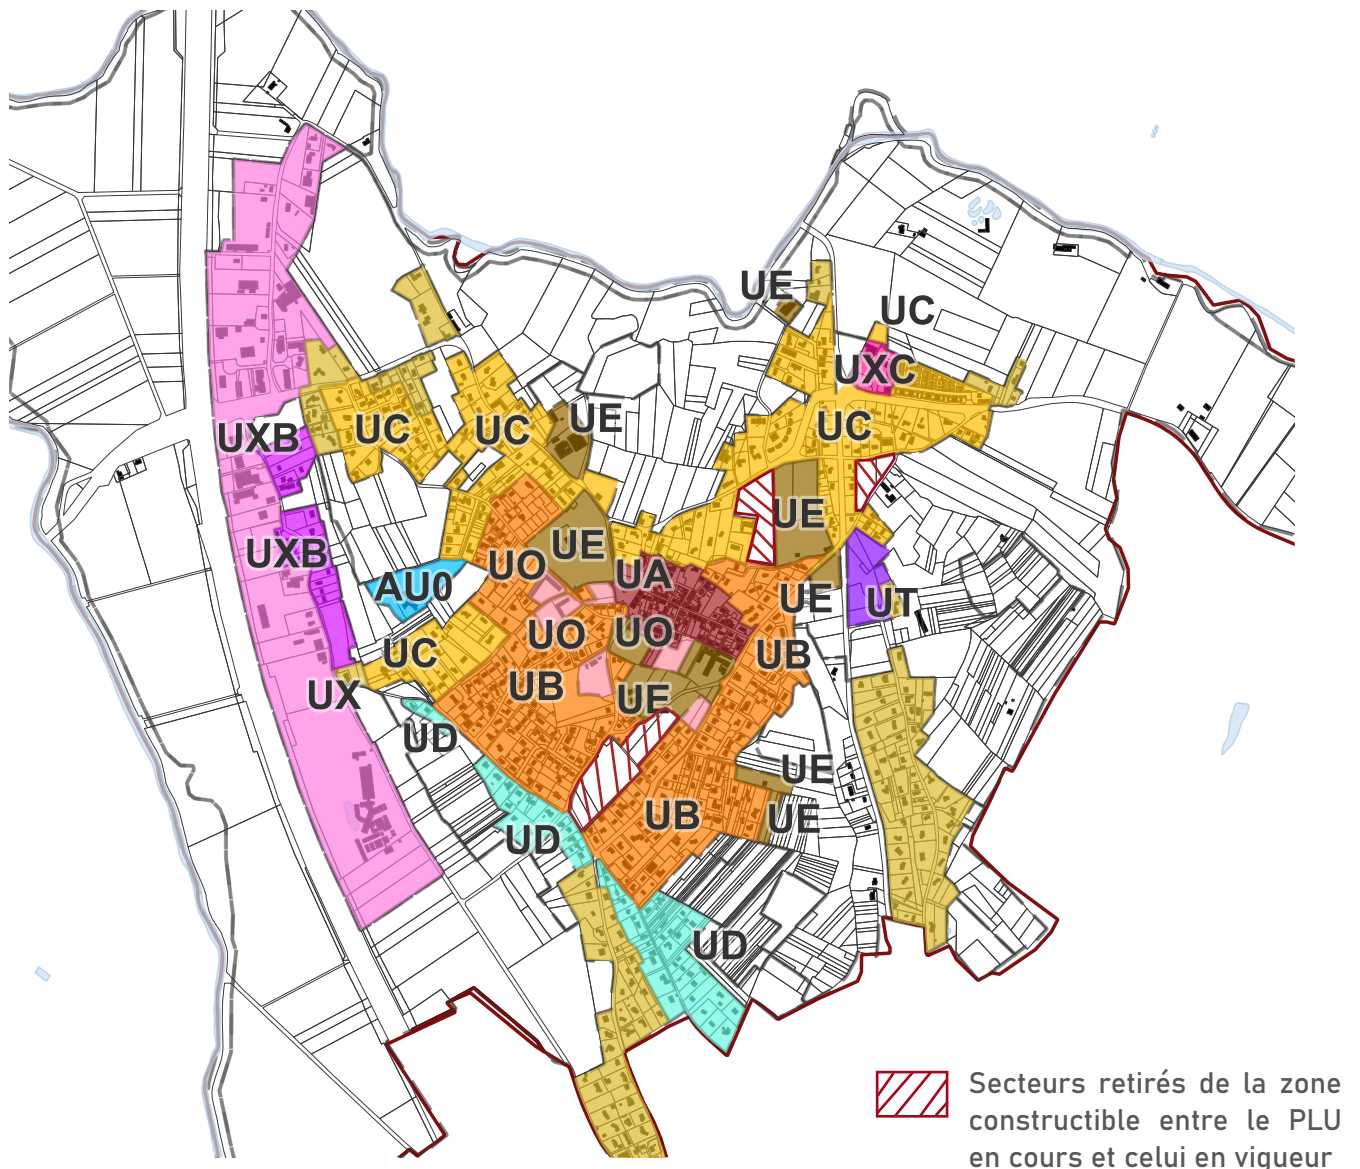 UE
UC
UXC
UE
UC
UC
UC
UXB
UE
UE
UXB
UO
UA
AU0
UE
UT
UO
UO
UC
UB
UB
UE
UX
UD
UE
UB
UE
UD
UD
Secteurs retirés de la zone
constructible entre le PLU
en cours et celui en vigueur